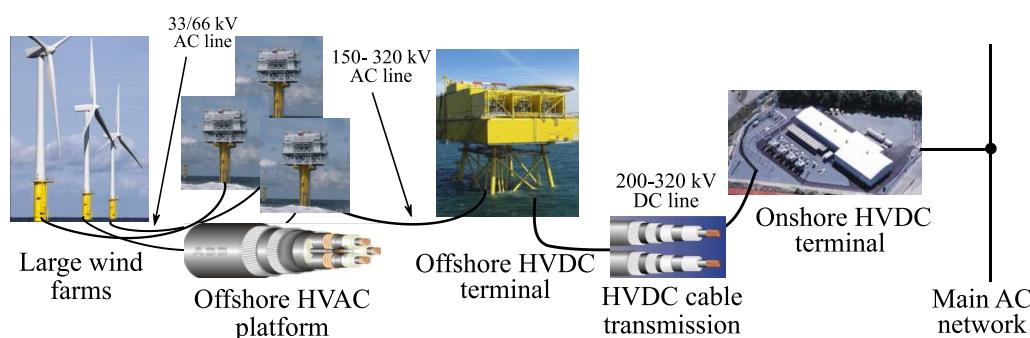 33/66 kV
AC line
150- 320 kV
AC line
200-320 kV
DC line
ABB
Large wind
farms
Offshore HVAC
platform
Offshore HVDC
terminal
HVDC cable
transmission
Onshore HVDC
terminal
Main AC
network